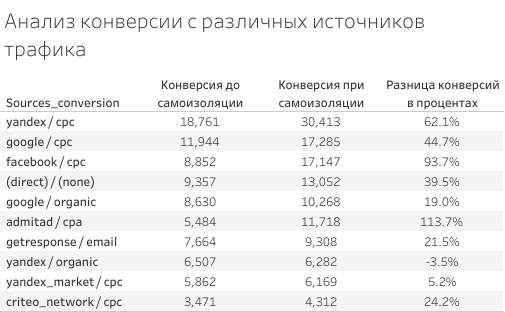 Анализ конверсии с различных источников
трафика
Конверсия до Конверсия при Разница конверсий
Sources_conversion самоизоляции самоизоляции в процентах
yandex / cpc 18,761 30,413 62.1%
google / cpc 11,944 17,285 44.7%
facebook / cpc 8,852 17,147 93.7%
(direct) / (none) 9,357 13,052 39.5%
google / organic 8,630 10,268 19.0%
admitad / cpa 5,484 11,718 113.7%
getresponse / email 7,664 9,308 21.5%
yandex / organic 6,507 6,282 -3.5%
yandex_market / cpc 5,862 6,169 5.2%
criteo_network / cpc 3,471 4,312 24.2%